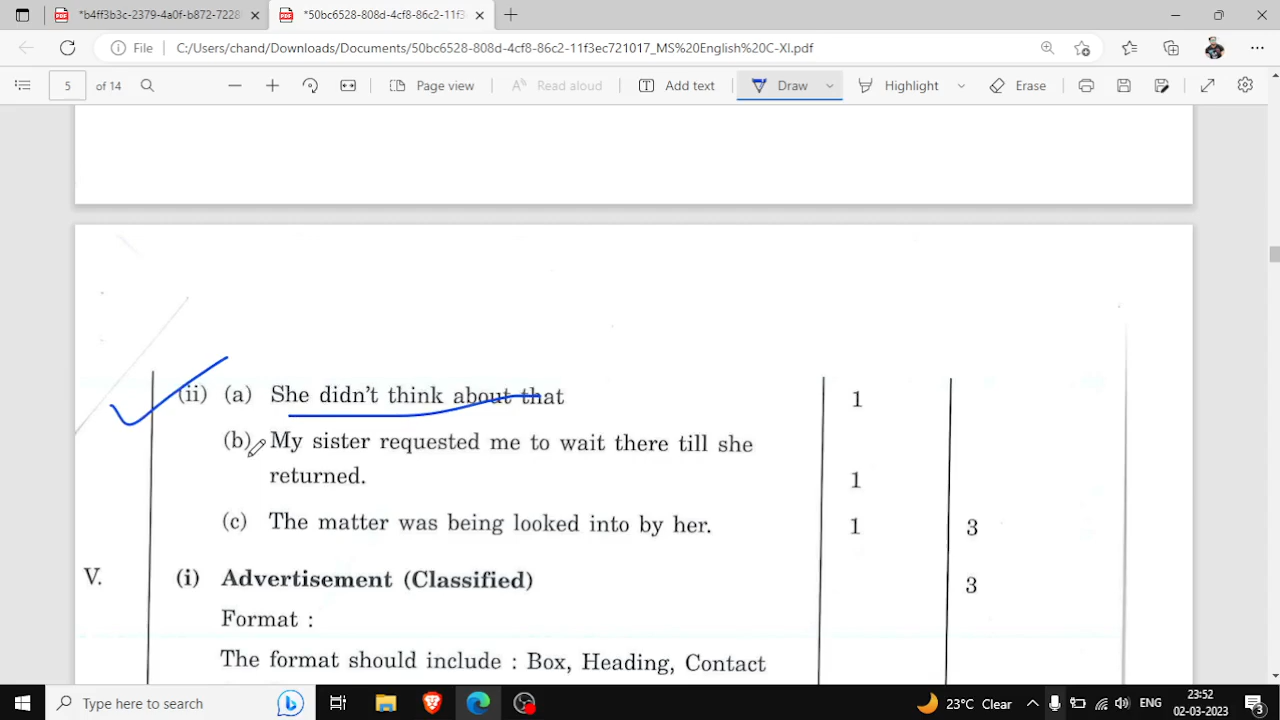 *b4ff3b3c-2379-4a0f-b872-7228
*50bc6528-808d-4cf8-86c2-11f3
File
C:/Users/chand/Downloads/Documents/50bc6528-808d-4cf8-86c2-11f3ec721017_MS%20English%20C-XI.pdf
5 of 14
Page view
Read aloud
Add text
Draw
Highlight
Erase
(ii) (a) She didn't think about that 1
(b) My sister requested me to wait there till she
returned. 1
(c) The matter was being looked into by her. 1 3
V. (i) Advertisement (Classified) 3
Format :
The format should include : Box, Heading, Contact
Type here to search
23°C Clear
ENG
23:52
02-03-2023
3